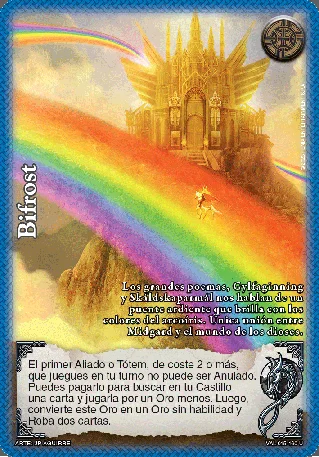 Bifrost
Los grandes poemas, Gylfaginning
y Skáldskaparmál nos hablan de un
puente ardiente que brilla con los
colores del arcoíris. Única unión entre
Midgard y el mundo de los dioses.
El primer Aliado o Tótem, de coste 2 o más,
que juegues en tu turno no puede ser Anulado.
Puedes pagarlo para buscar en tu Castillo
una carta y jugarla por un Oro menos. Luego,
convierte este Oro en un Oro sin habilidad y
Roba dos cartas.
ARTE: JP AGUIRRE